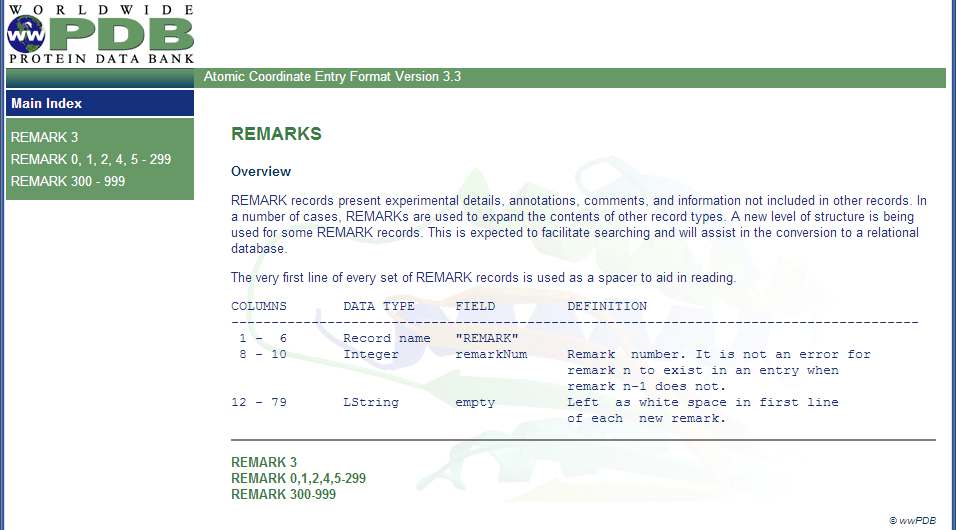 WORLDWIDE
ww PDB
PROTEIN DATA BANK
Atomic Coordinate Entry Format Version 3.3
Main Index
REMARK 3
REMARK 0, 1, 2, 4, 5 - 299
REMARK 300 - 999
REMARKS
Overview
REMARK records present experimental details, annotations, comments, and information not included in other records. In
a number of cases, REMARKs are used to expand the contents of other record types. A new level of structure is being
used for some REMARK records. This is expected to facilitate searching and will assist in the conversion to a relational
database.
The very first line of every set of REMARK records is used as a spacer to aid in reading.
COLUMNS DATA TYPE FIELD DEFINITION
--------------------------------------------------------------------------------------
1 - 6 Record name "REMARK"
8 - 10 Integer remarkNum Remark number. It is not an error for
remark n to exist in an entry when
remark n-1 does not.
12 - 79 LString empty Left as white space in first line
of each new remark.
REMARK 3
REMARK 0,1,2,4,5-299
REMARK 300-999
© wwPDB